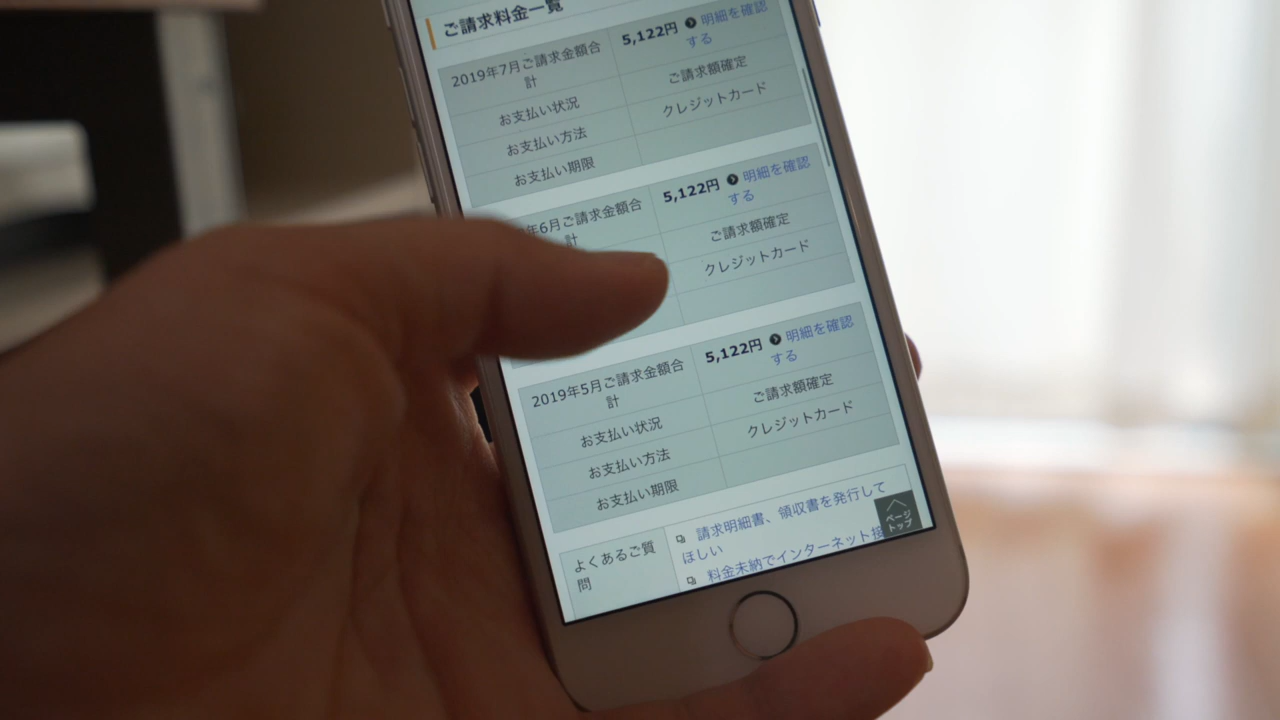 ご請求料金一覧
2019年7月ご請求金額合
計
5,122円 明細を確認
する
お支払い状況
ご請求額確定
お支払い方法
クレジットカード
お支払い期限
年6月ご請求金額合
計
5,122円 明細を確認
する
ご請求額確定
クレジットカード
2019年5月ご請求金額合
計
5,122円 明細を確認
する
お支払い状況
ご請求額確定
お支払い方法
クレジットカード
お支払い期限
よくあるご質
問
請求明細書、領収書を発行して
ほしい
料金未納でインターネット接
ページ
トップ